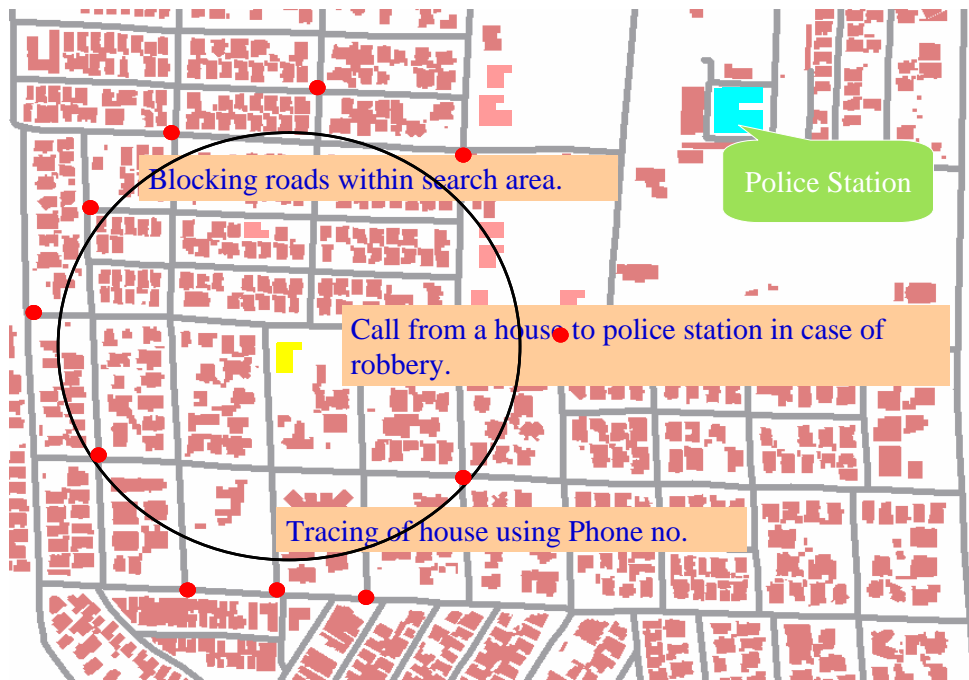 Blocking roads within search area.
Police Station
Call from a house to police station in case of
robbery.
Tracing of house using Phone no.